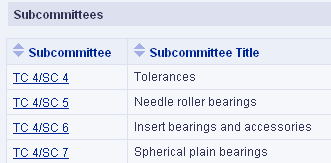 Subcommittees
Subcommittee Subcommittee Title
TC 4/SC 4 Tolerances
TC 4/SC 5 Needle roller bearings
TC 4/SC 6 Insert bearings and accessories
TC 4/SC 7 Spherical plain bearings